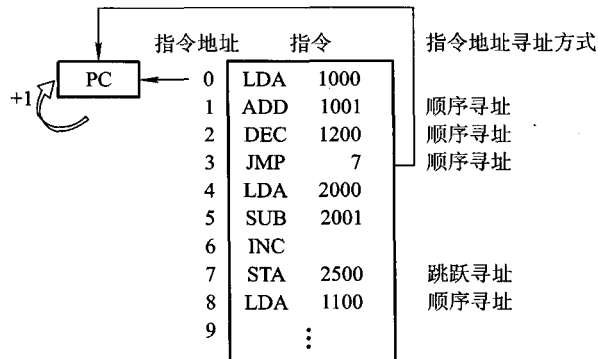 指令地址 指令 指令地址寻址方式
PC 0 LDA 1000
+1 1 ADD 1001 顺序寻址
2 DEC 1200 顺序寻址
3 JMP 7 顺序寻址
4 LDA 2000
5 SUB 2001
6 INC
7 STA 2500 跳跃寻址
8 LDA 1100 顺序寻址
9 ⋮